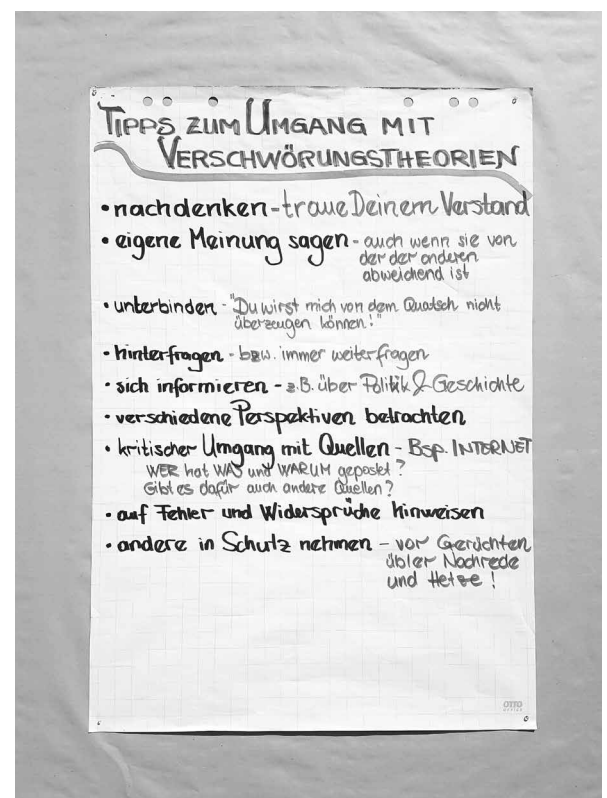 TIPPS ZUM UMGANG MIT
VERSCHWÖRUNGSTHEORIEN
• nachdenken - traue Deinem Verstand
• eigene Meinung sagen - auch wenn sie von
der der anderen
abweichend ist
• unterbinden - "Du wirst mich von dem Quatsch nicht
überzeugen können!"
• hinterfragen - bzw. immer weiterfragen
• sich informieren - z.B. über Politik & Geschichte
• verschiedene Perspektiven betrachten
• kritischer Umgang mit Quellen - Bsp. INTERNET
WER hat WAS und WARUM gepostet?
Gibt es dafür auch andere Quellen?
• auf Fehler und Widersprüche hinweisen
• andere in Schutz nehmen - vor Gerüchten
übler Nachrede
und Hetze!
OTTO